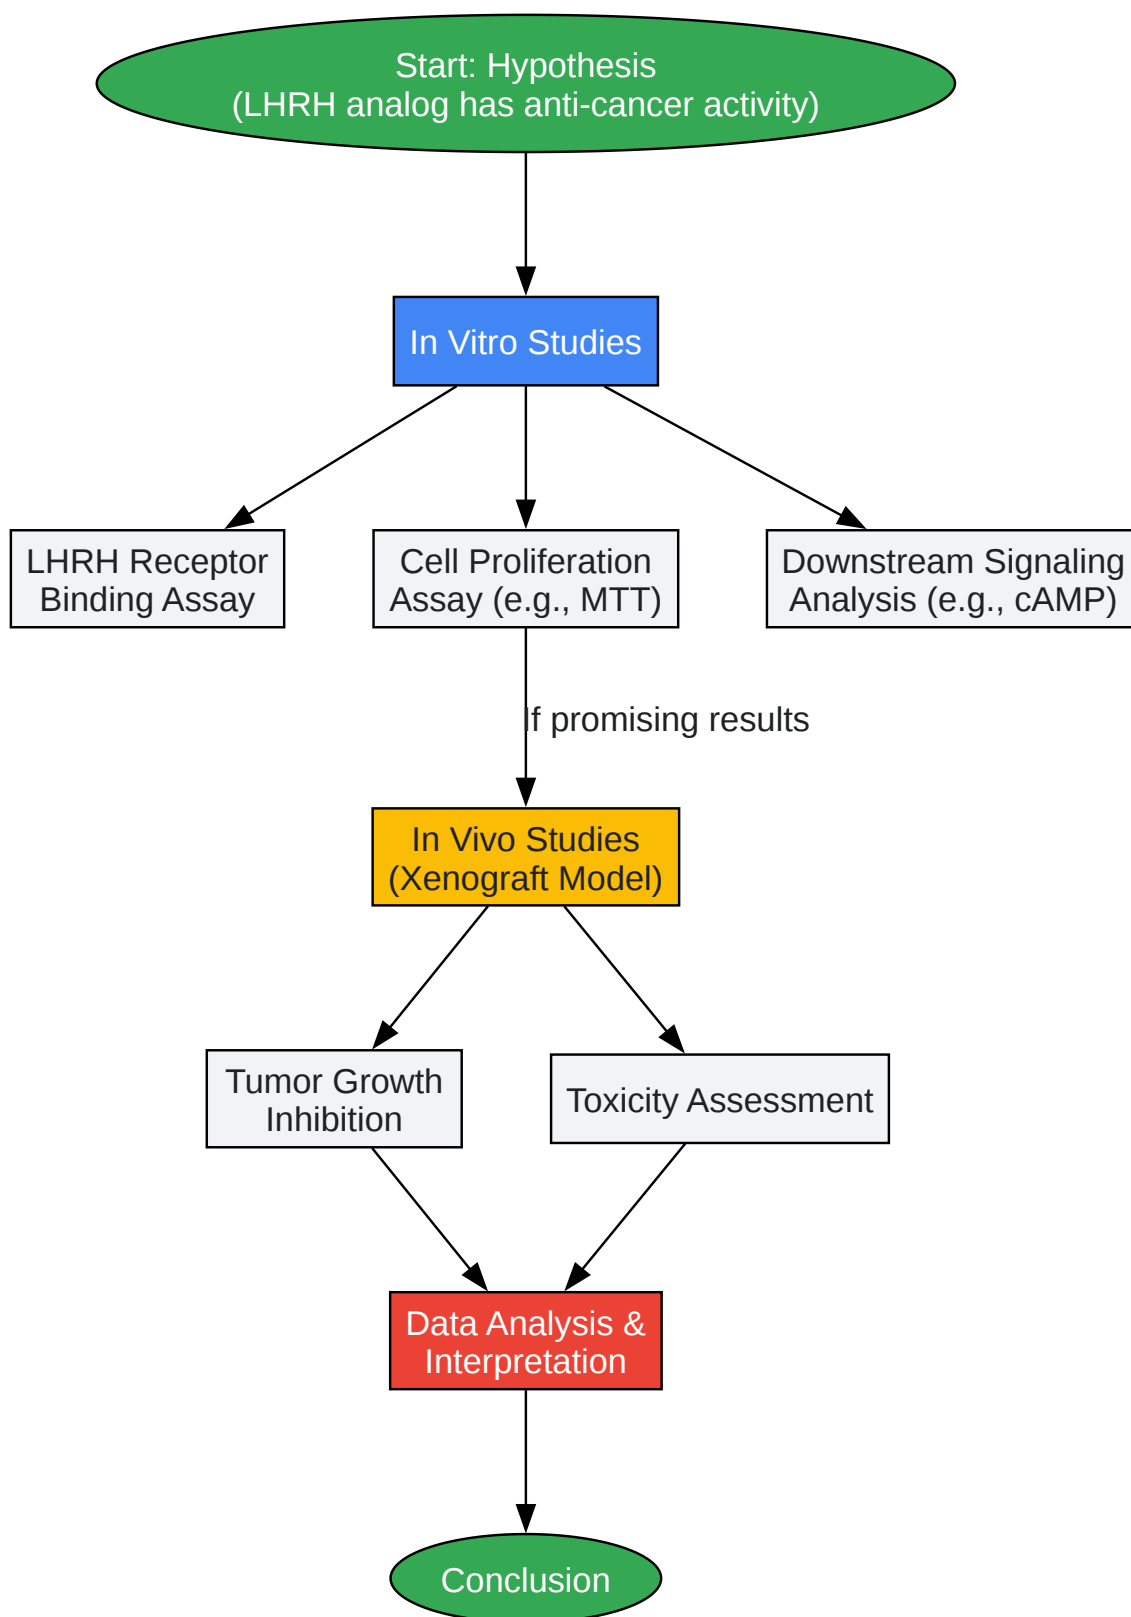 Start: Hypothesis
(LHRH analog has anti-cancer activity)
In Vitro Studies
LHRH Receptor
Binding Assay
Cell Proliferation
Assay (e.g., MTT)
Downstream Signaling
Analysis (e.g., cAMP)
If promising results
In Vivo Studies
(Xenograft Model)
Tumor Growth
Inhibition
Toxicity Assessment
Data Analysis &
Interpretation
Conclusion